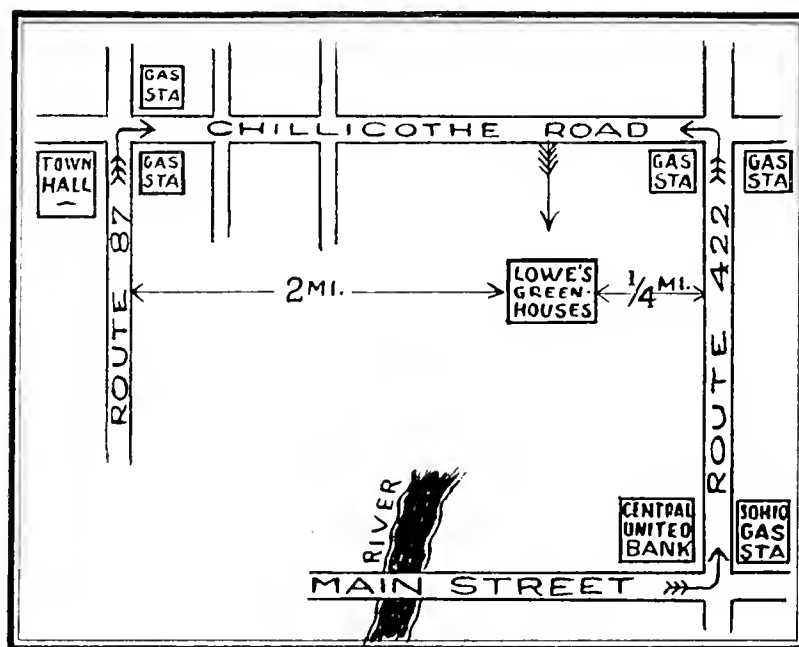 GAS
STA
CHILLICOTHE ROAD
TOWN
HALL
GAS
STA
GAS
STA
GAS
STA
ROUTE 87
2 MI.
LOWE'S
GREEN-
HOUSES
1/4 MI.
ROUTE 422
RIVER
CENTRAL
UNITED
BANK
SOHIO
GAS
STA
MAIN STREET